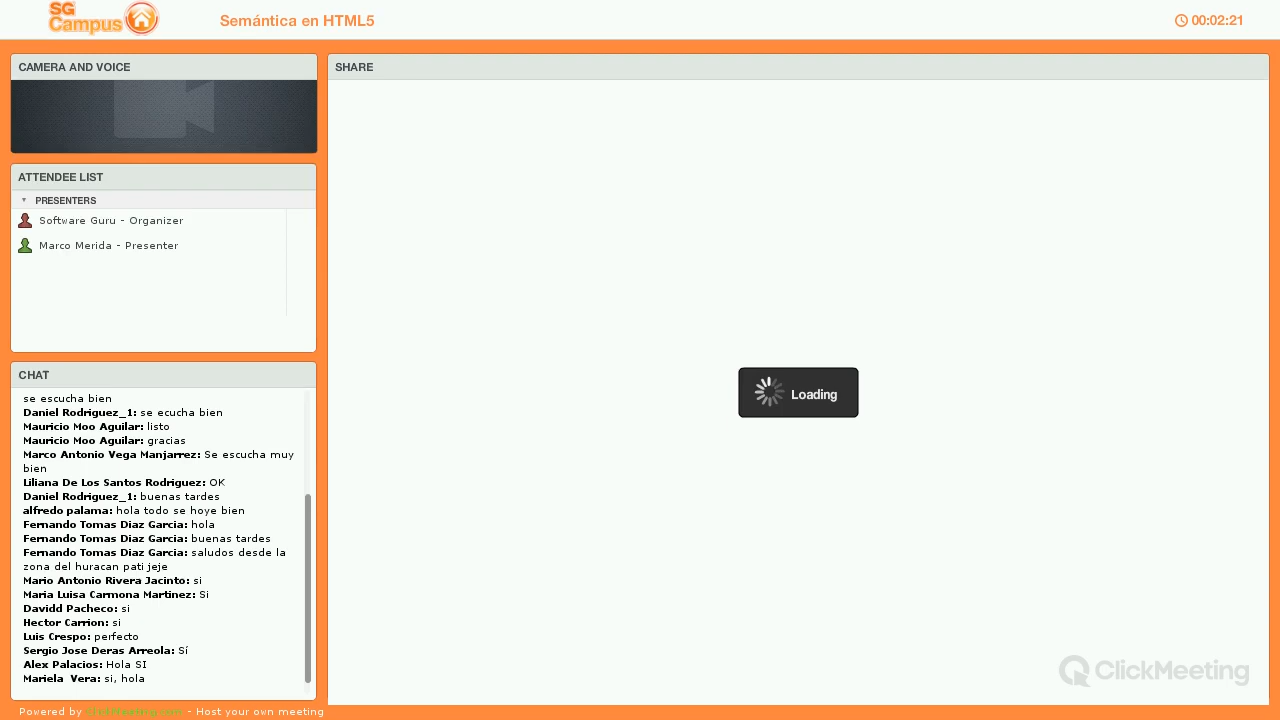 SG
Campus
Semántica en HTML5
00:02:21
CAMERA AND VOICE
ATTENDEE LIST
PRESENTERS
Software Guru - Organizer
Marco Merida - Presenter
CHAT
se escucha bien
Daniel Rodriguez_1: se ecucha bien
Mauricio Moo Aguilar: listo
Mauricio Moo Aguilar: gracias
Marco Antonio Vega Manjarrez: Se escucha muy
bien
Liliana De Los Santos Rodriguez: OK
Daniel Rodriguez_1: buenas tardes
alfredo palama: hola todo se hoye bien
Fernando Tomas Diaz Garcia: hola
Fernando Tomas Diaz Garcia: buenas tardes
Fernando Tomas Diaz Garcia: saludos desde la
zona del huracan pati jeje
Mario Antonio Rivera Jacinto: si
Maria Luisa Carmona Martinez: Si
Davidd Pacheco: si
Hector Carrion: si
Luis Crespo: perfecto
Sergio Jose Deras Arreola: Sí
Alex Palacios: Hola SI
Mariela Vera: si, hola
Powered by ClickMeeting.com - Host your own meeting
SHARE
Loading
ClickMeeting